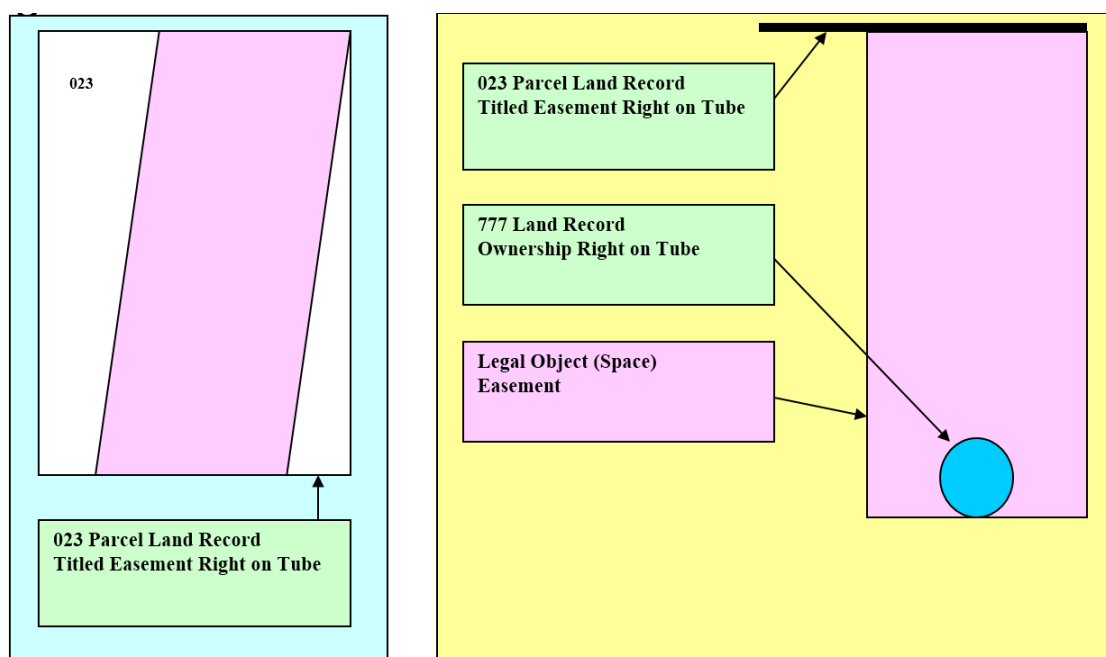 023
023 Parcel Land Record
Titled Easement Right on Tube
023 Parcel Land Record
Titled Easement Right on Tube
777 Land Record
Ownership Right on Tube
Legal Object (Space)
Easement